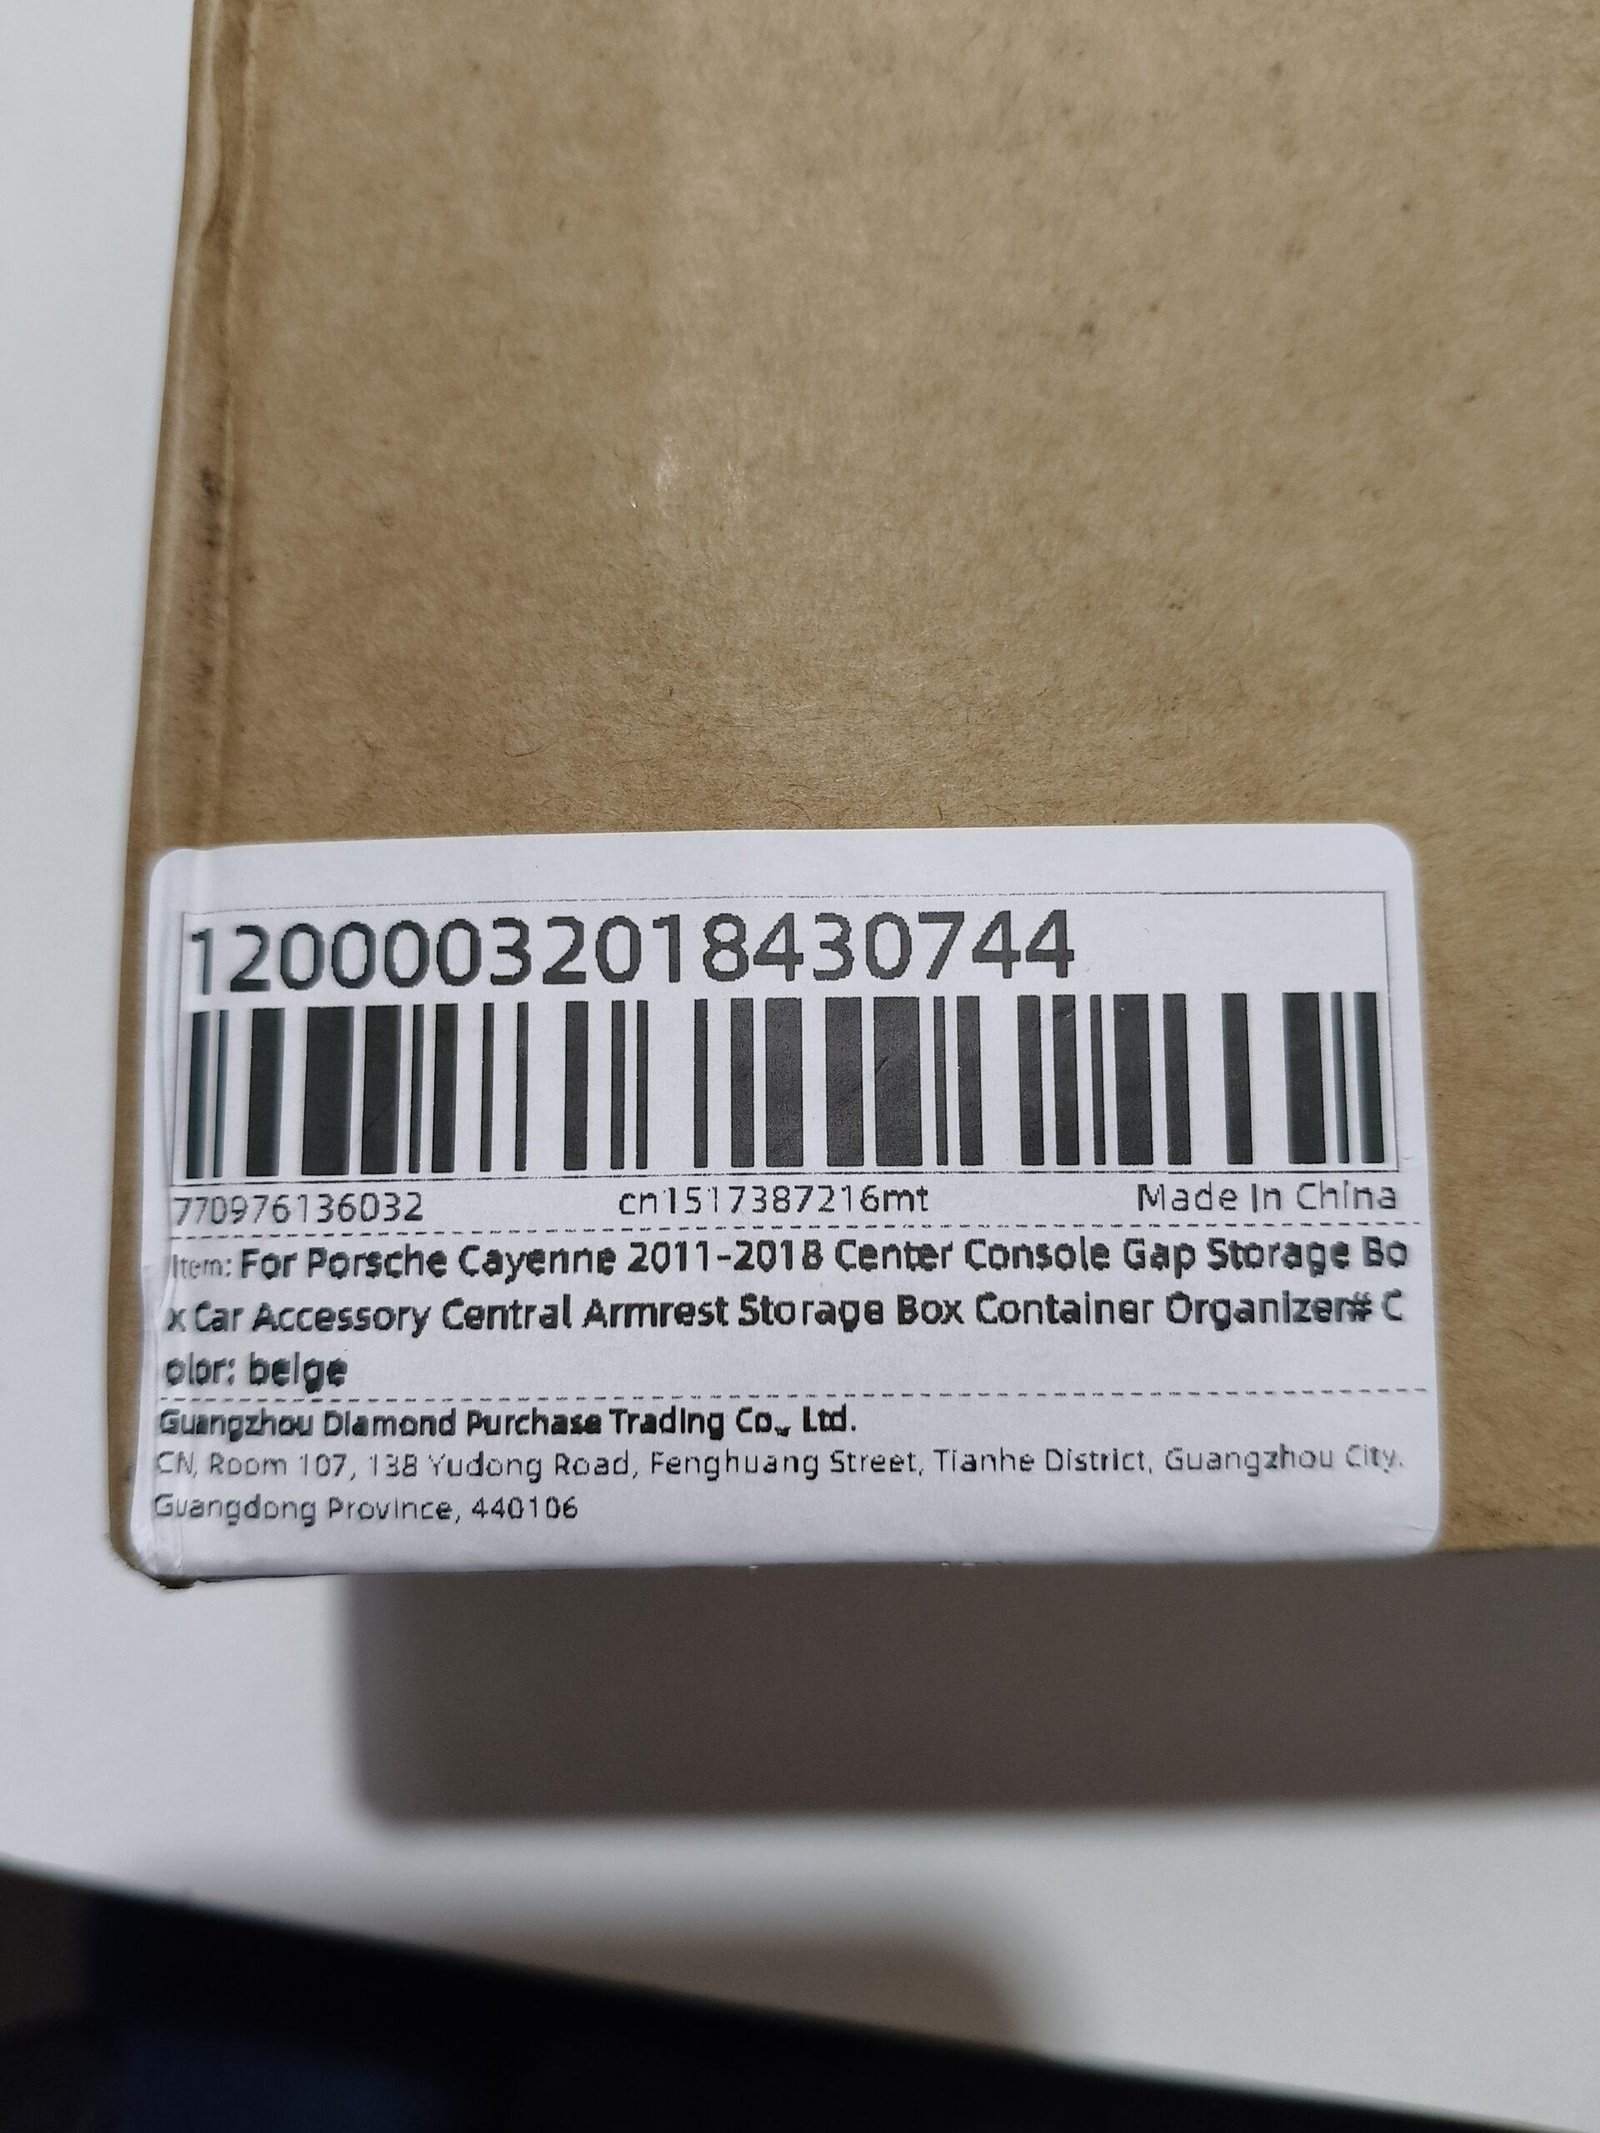 12000032018430744
770976136032 cn1517387216mt Made In China
Item: For Porsche Cayenne 2011-2018 Center Console Gap Storage Bo
x Car Accessory Central Armrest Storage Box Container Organizer# C
olor: beige
Guangzhou Diamond Purchase Trading Co., Ltd.
CN, Room 107, 138 Yudong Road, Fenghuang Street, Tianhe District, Guangzhou City,
Guangdong Province, 440106